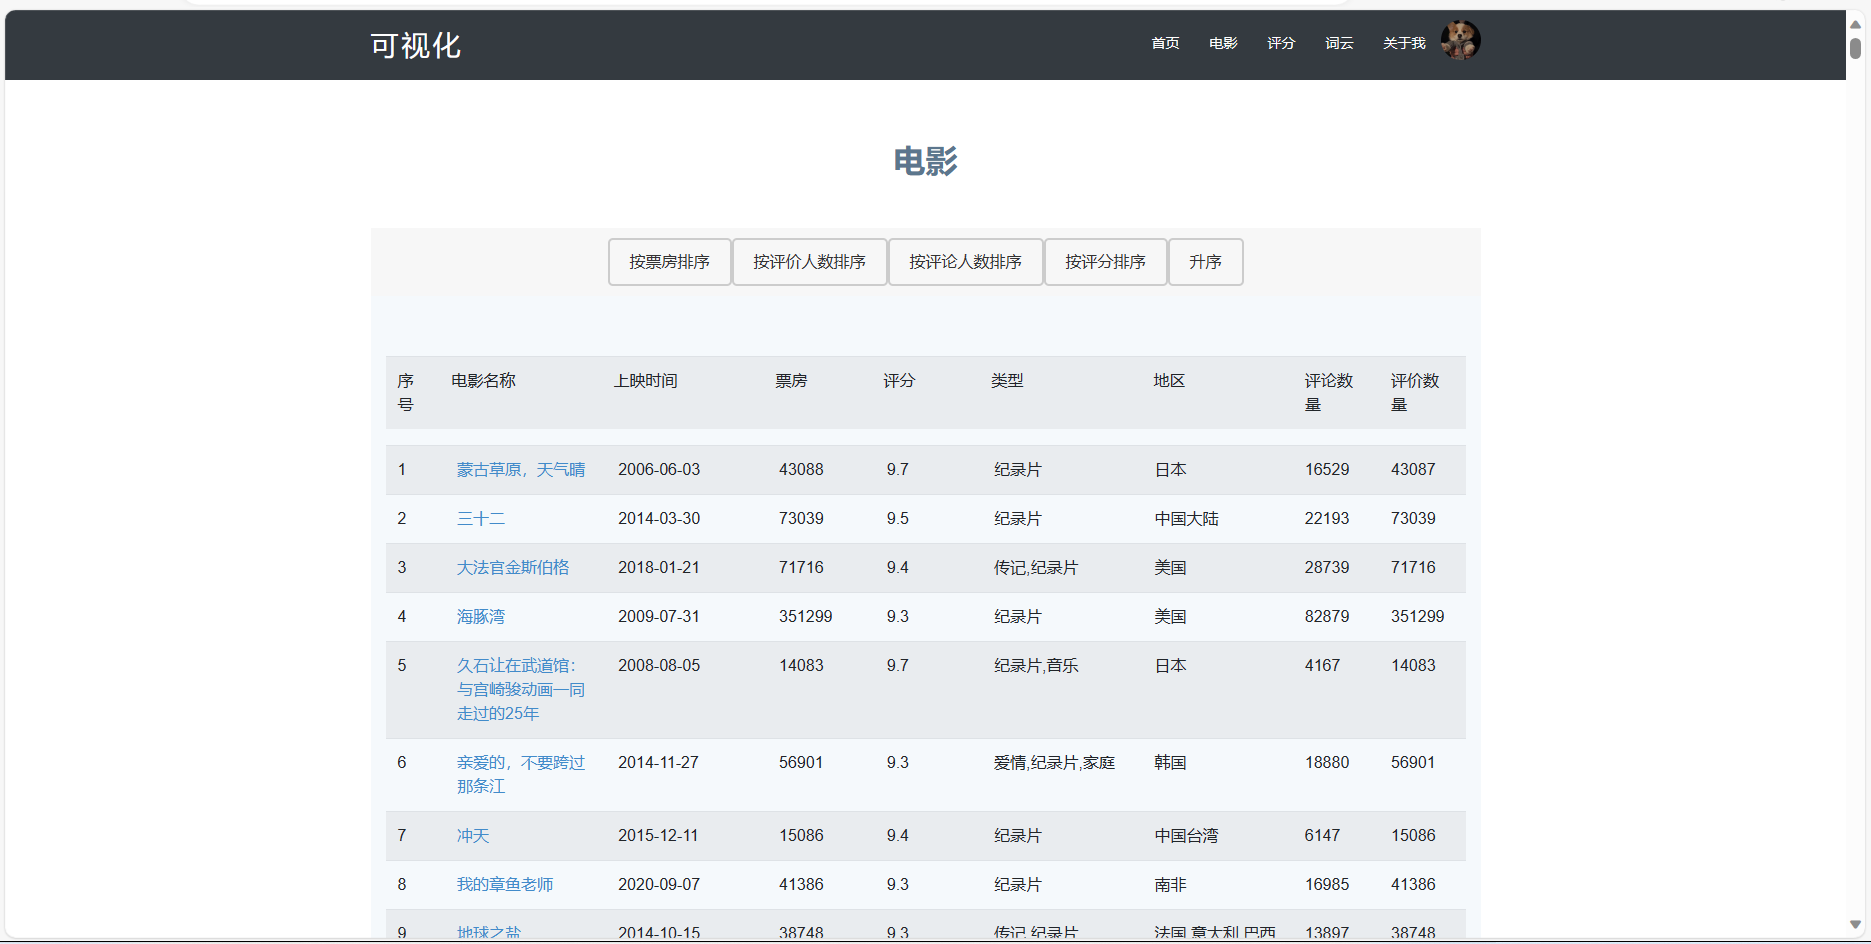 可视化
首页 电影 评分 词云 关于我
电影
按票房排序 按评价人数排序 按评论人数排序 按评分排序 升序
序号 电影名称 上映时间 票房 评分 类型 地区 评论数量 评价数量
1 蒙古草原，天气晴 2006-06-03 43088 9.7 纪录片 日本 16529 43087
2 三十二 2014-03-30 73039 9.5 纪录片 中国大陆 22193 73039
3 大法官金斯伯格 2018-01-21 71716 9.4 传记,纪录片 美国 28739 71716
4 海豚湾 2009-07-31 351299 9.3 纪录片 美国 82879 351299
5 久石让在武道馆：与宫崎骏动画一同走过的25年 2008-08-05 14083 9.7 纪录片,音乐 日本 4167 14083
6 亲爱的，不要跨过那条江 2014-11-27 56901 9.3 爱情,纪录片,家庭 韩国 18880 56901
7 冲天 2015-12-11 15086 9.4 纪录片 中国台湾 6147 15086
8 我的章鱼老师 2020-09-07 41386 9.3 纪录片 南非 16985 41386
9 地球之盐 2014-10-15 38748 9.3 传记,纪录片 法国,意大利,巴西 13897 38748